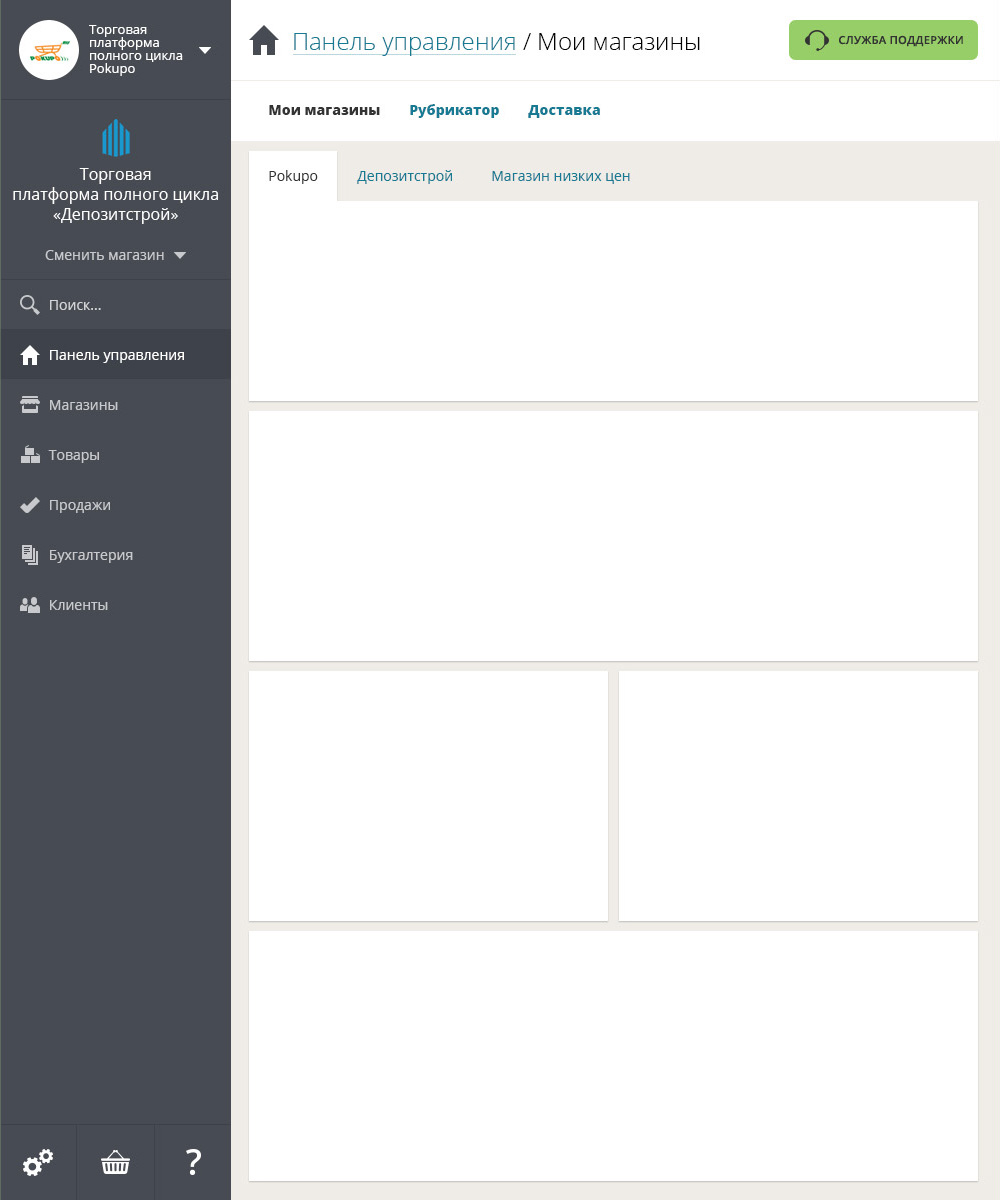 Торговая
платформа
полного цикла
Pokupo
POKUPO
Торговая
платформа полного цикла
«Депозитстрой»
Сменить магазин
Поиск...
Панель управления
Магазины
Товары
Продажи
Бухгалтерия
Клиенты
?
Панель управления / Мои магазины
СЛУЖБА ПОДДЕРЖКИ
Мои магазины Рубрикатор Доставка
Pokupo Депозитстрой Магазин низких цен